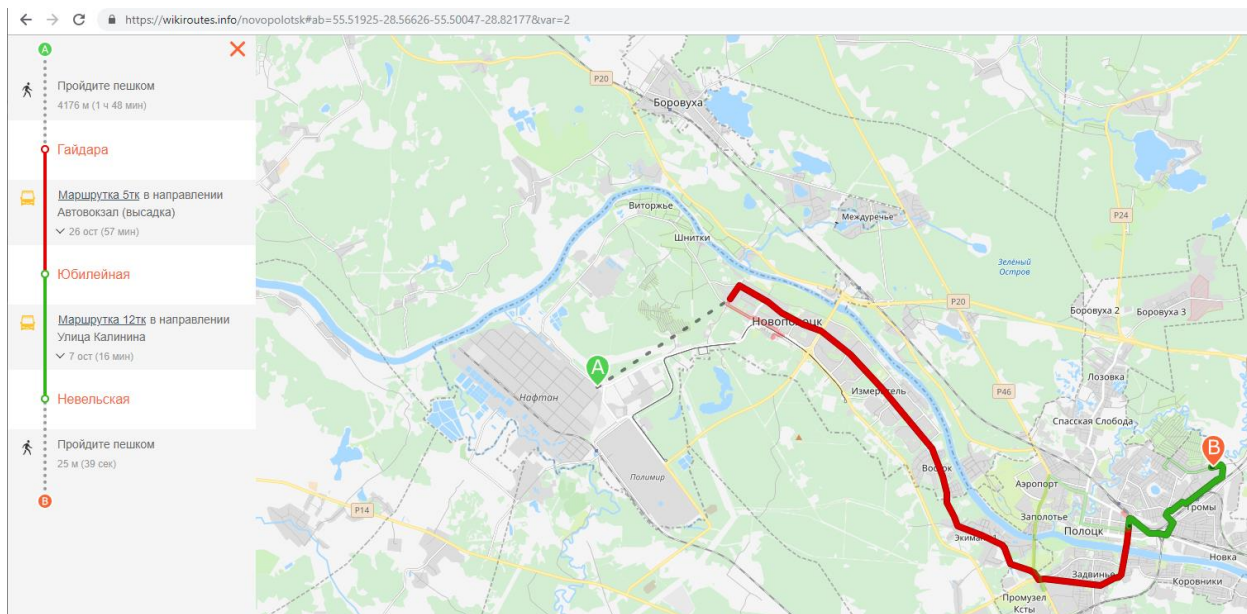 https://wikiroutes.info/novopolotsk#ab=55.51925-28.56626-55.50047-28.82177&var=2
A
Пройдите пешком
4176 м (1 ч 48 мин)
Гайдара
Маршрутка 5тк в направлении
Автовокзал (высадка)
26 ост (57 мин)
Юбилейная
Маршрутка 12тк в направлении
Улица Калинина
7 ост (16 мин)
Невельская
Пройдите пешком
25 м (39 сек)
B
P20
Боровуха
Виторжье
Междуречье
P24
Шнитки
Зелёный
Остров
P20
Боровуха 2
Боровуха 3
Новополоцк
A
Лозовка
Нафтан
Измеритель
P46
Спасская Слобода
B
Восток
Полимир
Аэропорт
Громы
P14
Заполотье
Полоцк
Новка
Задвинье
Коровники
Промузел
Ксты